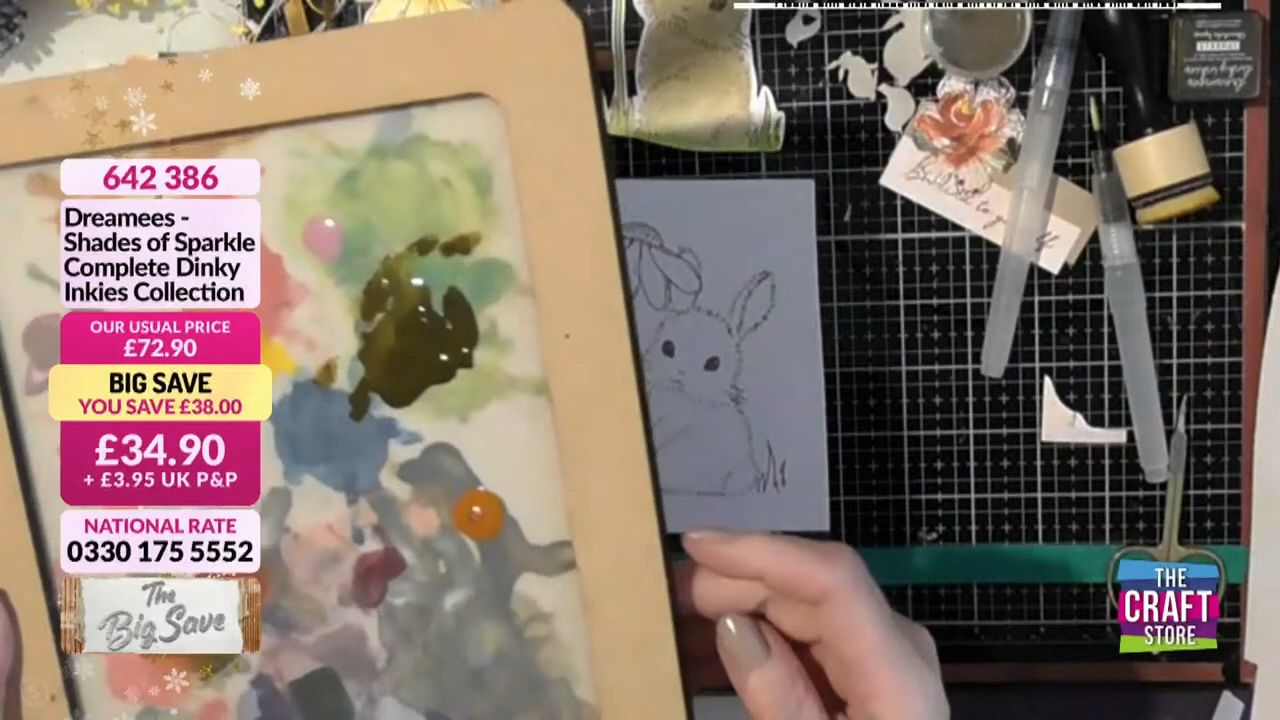 642 386
Dreamees -
Shades of Sparkle
Complete Dinky
Inkies Collection
OUR USUAL PRICE
£72.90
BIG SAVE
YOU SAVE £38.00
£34.90
+ £3.95 UK P&P
NATIONAL RATE
0330 175 5552
The
Big Save
THE
CRAFT
STORE